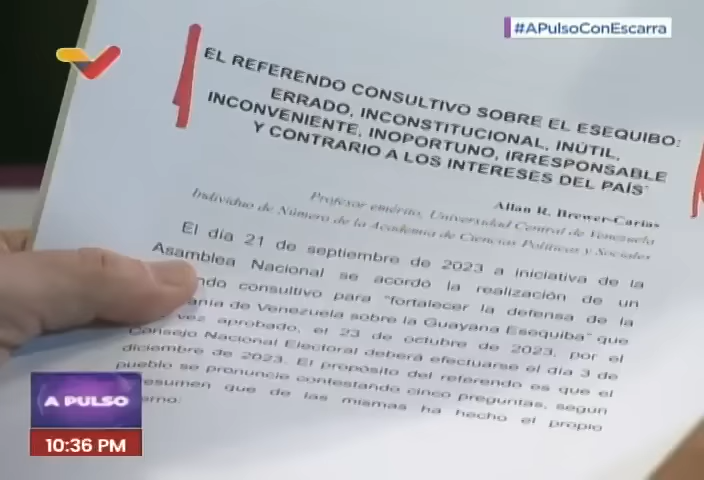 #APulsoConEscarra
EL REFERENDO CONSULTIVO SOBRE EL ESEQUIBO:
ERRADO, INCONSTITUCIONAL, INÚTIL,
INCONVENIENTE, INOPORTUNO, IRRESPONSABLE
Y CONTRARIO A LOS INTERESES DEL PAÍS*
Allan R. Brewer-Carías
Profesor emérito, Universidad Central de Venezuela
Individuo de Número de la Academia de Ciencias Políticas y Sociales
El día 21 de septiembre de 2023 a iniciativa de la
Asamblea Nacional se acordó la realización de un
ndo consultivo para "fortalecer la defensa de la
anía de Venezuela sobre la Guayana Esequiba" que
vez aprobado, el 23 de octubre de 2023, por el
Consejo Nacional Electoral deberá efectuarse el día 3 de
diciembre de 2023. El propósito del referendo es que el
pueblo se pronuncie contestando cinco preguntas, según
resumen que de las mismas ha hecho el propio
erno:
A PULSO
10:36 PM